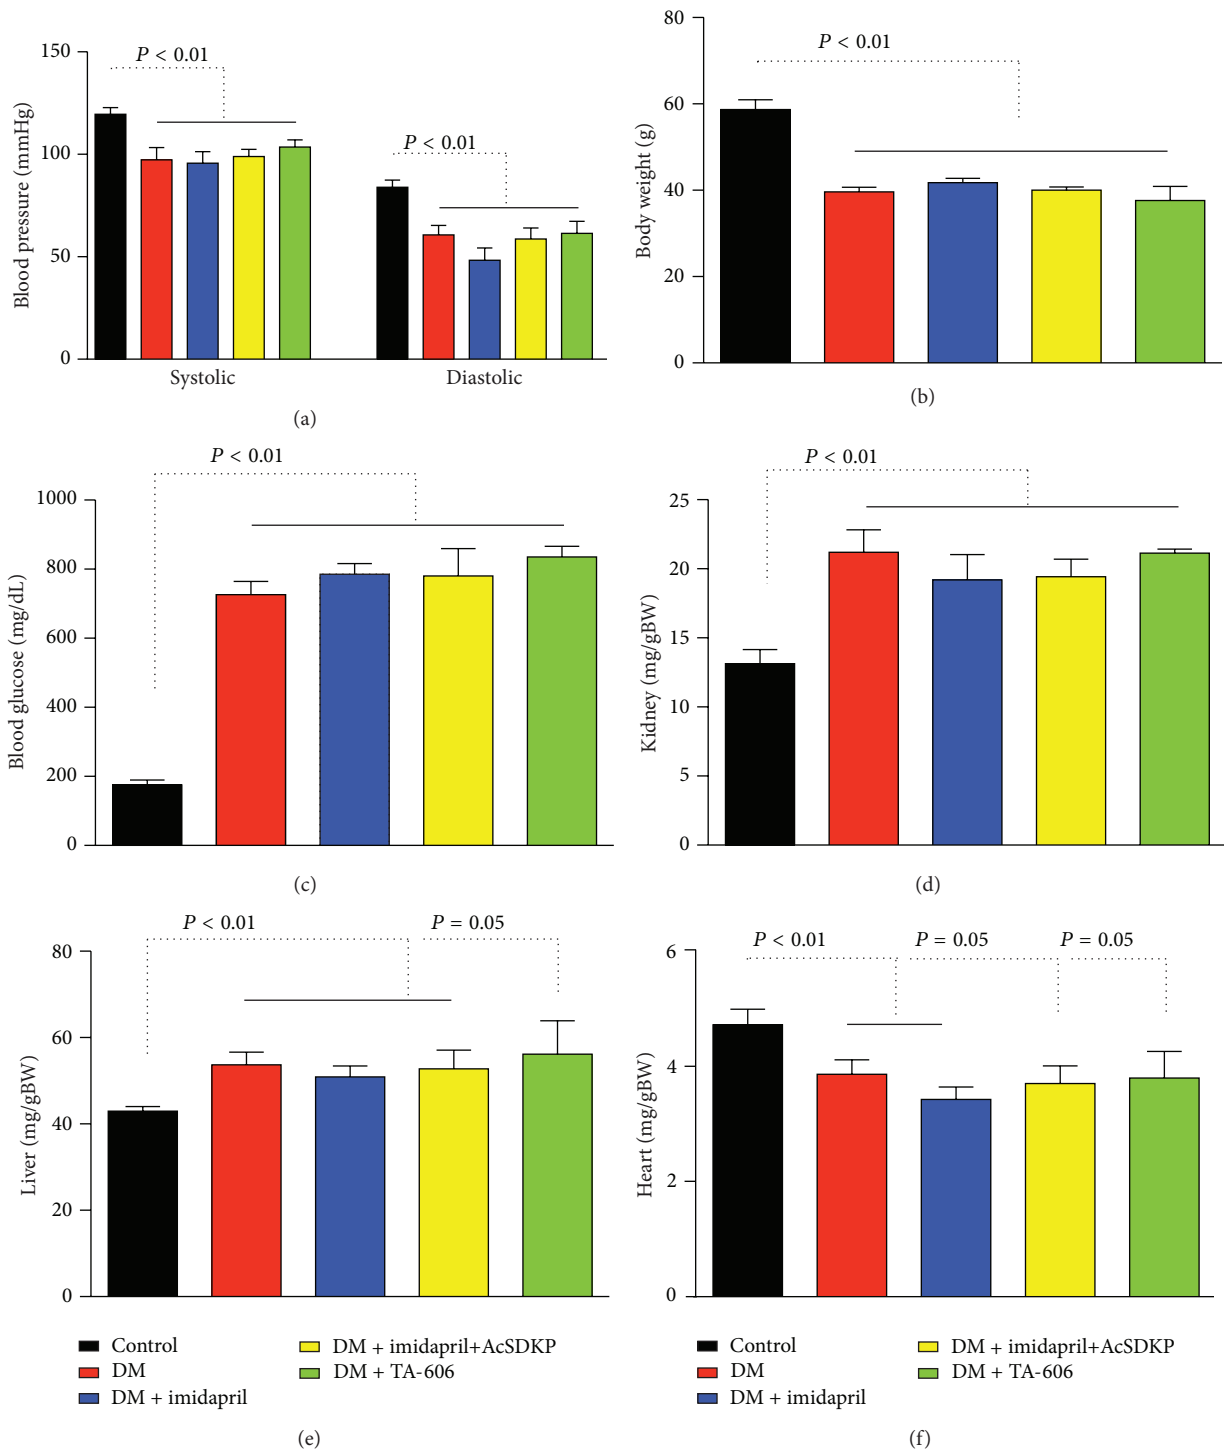 P < 0.01
150
100
50
0
Blood pressure (mmHg)
P < 0.01
Systolic
Diastolic
(a)
P < 0.01
80
60
40
20
0
Body weight (g)
(b)
P < 0.01
1000
800
600
400
200
0
Blood glucose (mg/dL)
(c)
P < 0.01
25
20
15
10
5
0
Kidney (mg/gBW)
(d)
P < 0.01
P = 0.05
80
60
40
20
0
Liver (mg/gBW)
Control
DM
DM + imidapril
DM + imidapril+AcSDKP
DM + TA-606
(e)
P < 0.01
P = 0.05
P = 0.05
6
4
2
0
Heart (mg/gBW)
Control
DM
DM + imidapril
DM + imidapril+AcSDKP
DM + TA-606
(f)